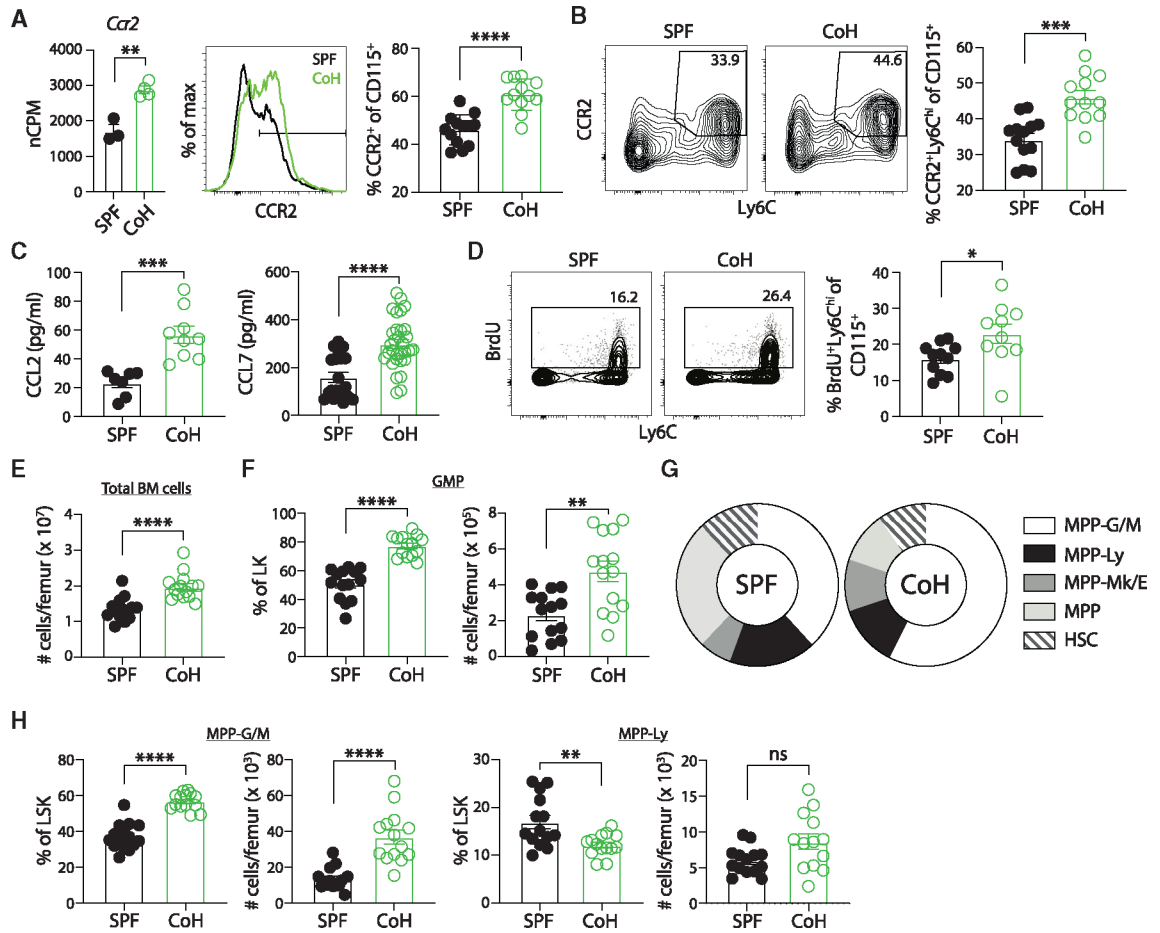 A
Ccr2
nCPM
4000
3000
2000
1000
0
**
SPF
CoH
% of max
SPF
CoH
CCR2
% CCR2⁺ of CD115⁺
80
60
40
20
****
SPF
CoH
B
SPF
CoH
33.9
44.6
CCR2
Ly6C
% CCR2⁺Ly6Cʰⁱ of CD115⁺
60
50
40
30
20
***
SPF
CoH
C
CCL2 (pg/ml)
100
80
60
40
20
0
***
SPF
CoH
CCL7 (pg/ml)
600
400
200
0
****
SPF
CoH
D
SPF
CoH
16.2
26.4
BrdU
Ly6C
% BrdU⁺Ly6Cʰⁱ of
CD115⁺
40
30
20
10
0
*
SPF
CoH
E
Total BM cells
# cells/femur (x 10⁷)
4
3
2
1
0
****
SPF
CoH
F
GMP
% of LK
100
80
60
40
20
0
****
SPF
CoH
# cells/femur (x 10⁵)
8
6
4
2
0
**
SPF
CoH
G
SPF
CoH
MPP-G/M
MPP-Ly
MPP-Mk/E
MPP
HSC
H
MPP-G/M
% of LSK
80
60
40
20
0
****
SPF
CoH
# cells/femur (x 10³)
80
60
40
20
0
****
SPF
CoH
MPP-Ly
% of LSK
30
20
10
0
**
SPF
CoH
# cells/femur (x 10³)
20
15
10
5
0
ns
SPF
CoH